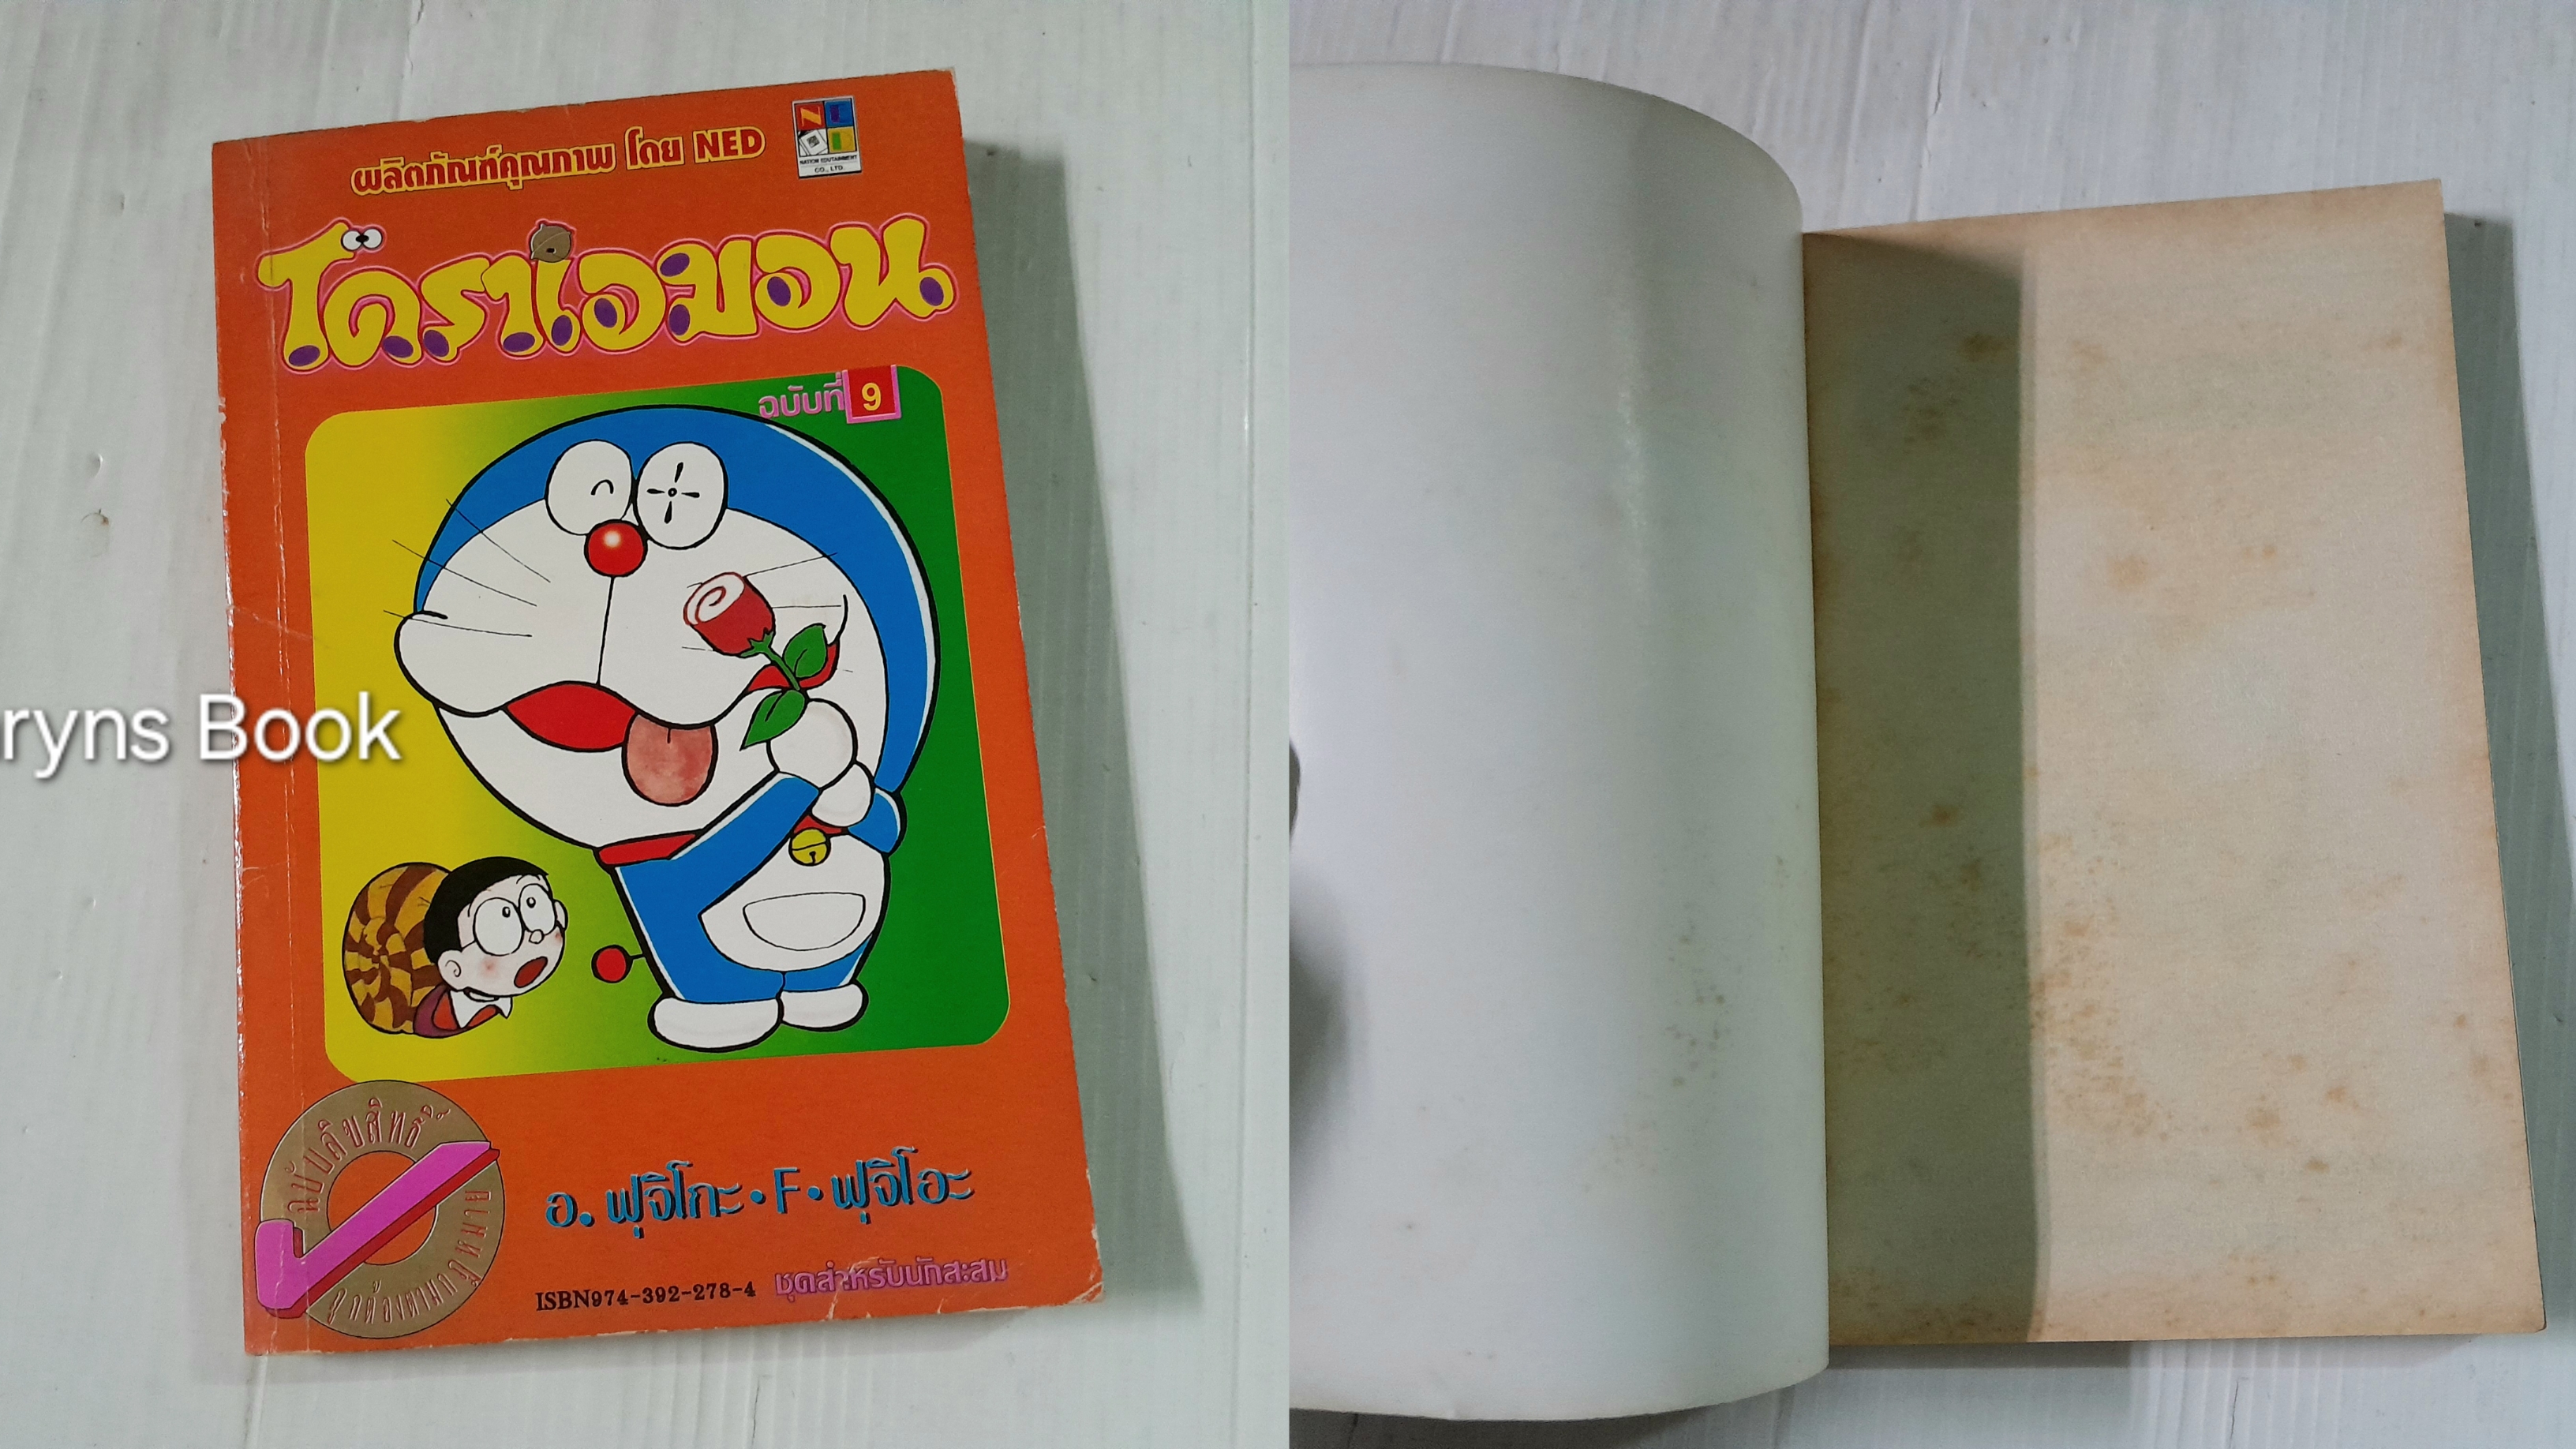 ผลิตภัณฑ์คุณภาพ โดย NED
NED
NATION EDUTAINMENT
CO., LTD.
โดราเอมอน
ฉบับที่ 9
ryns Book
ฉบับลิขสิทธิ์
ถูกต้องตามกฎหมาย
อ. ฟุจิโกะ・F・ฟุจิโอะ
ISBN974-392-278-4 ชุดสำหรับนักสะสม